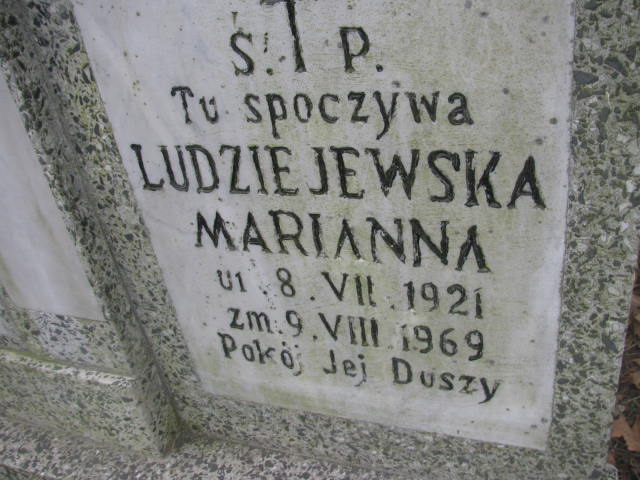 Ś. P.
Tu spoczywa
LUDZIEJEWSKA
MARIANNA
ur 8. VII. 1921
zm. 9. VIII. 1969
Pokój Jej Duszy